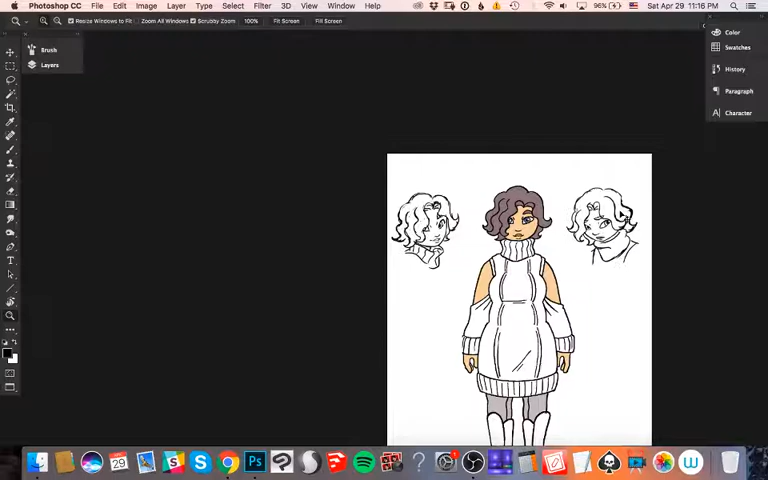 Photoshop CC File Edit Image Layer Type Select Filter 3D View Window Help 96% Sat Apr 29 11:16 PM
Resize Windows to Fit Zoom All Windows Scrubby Zoom 100% Fit Screen Fill Screen
Brush
Layers
Color
Swatches
History
Paragraph
Character
29